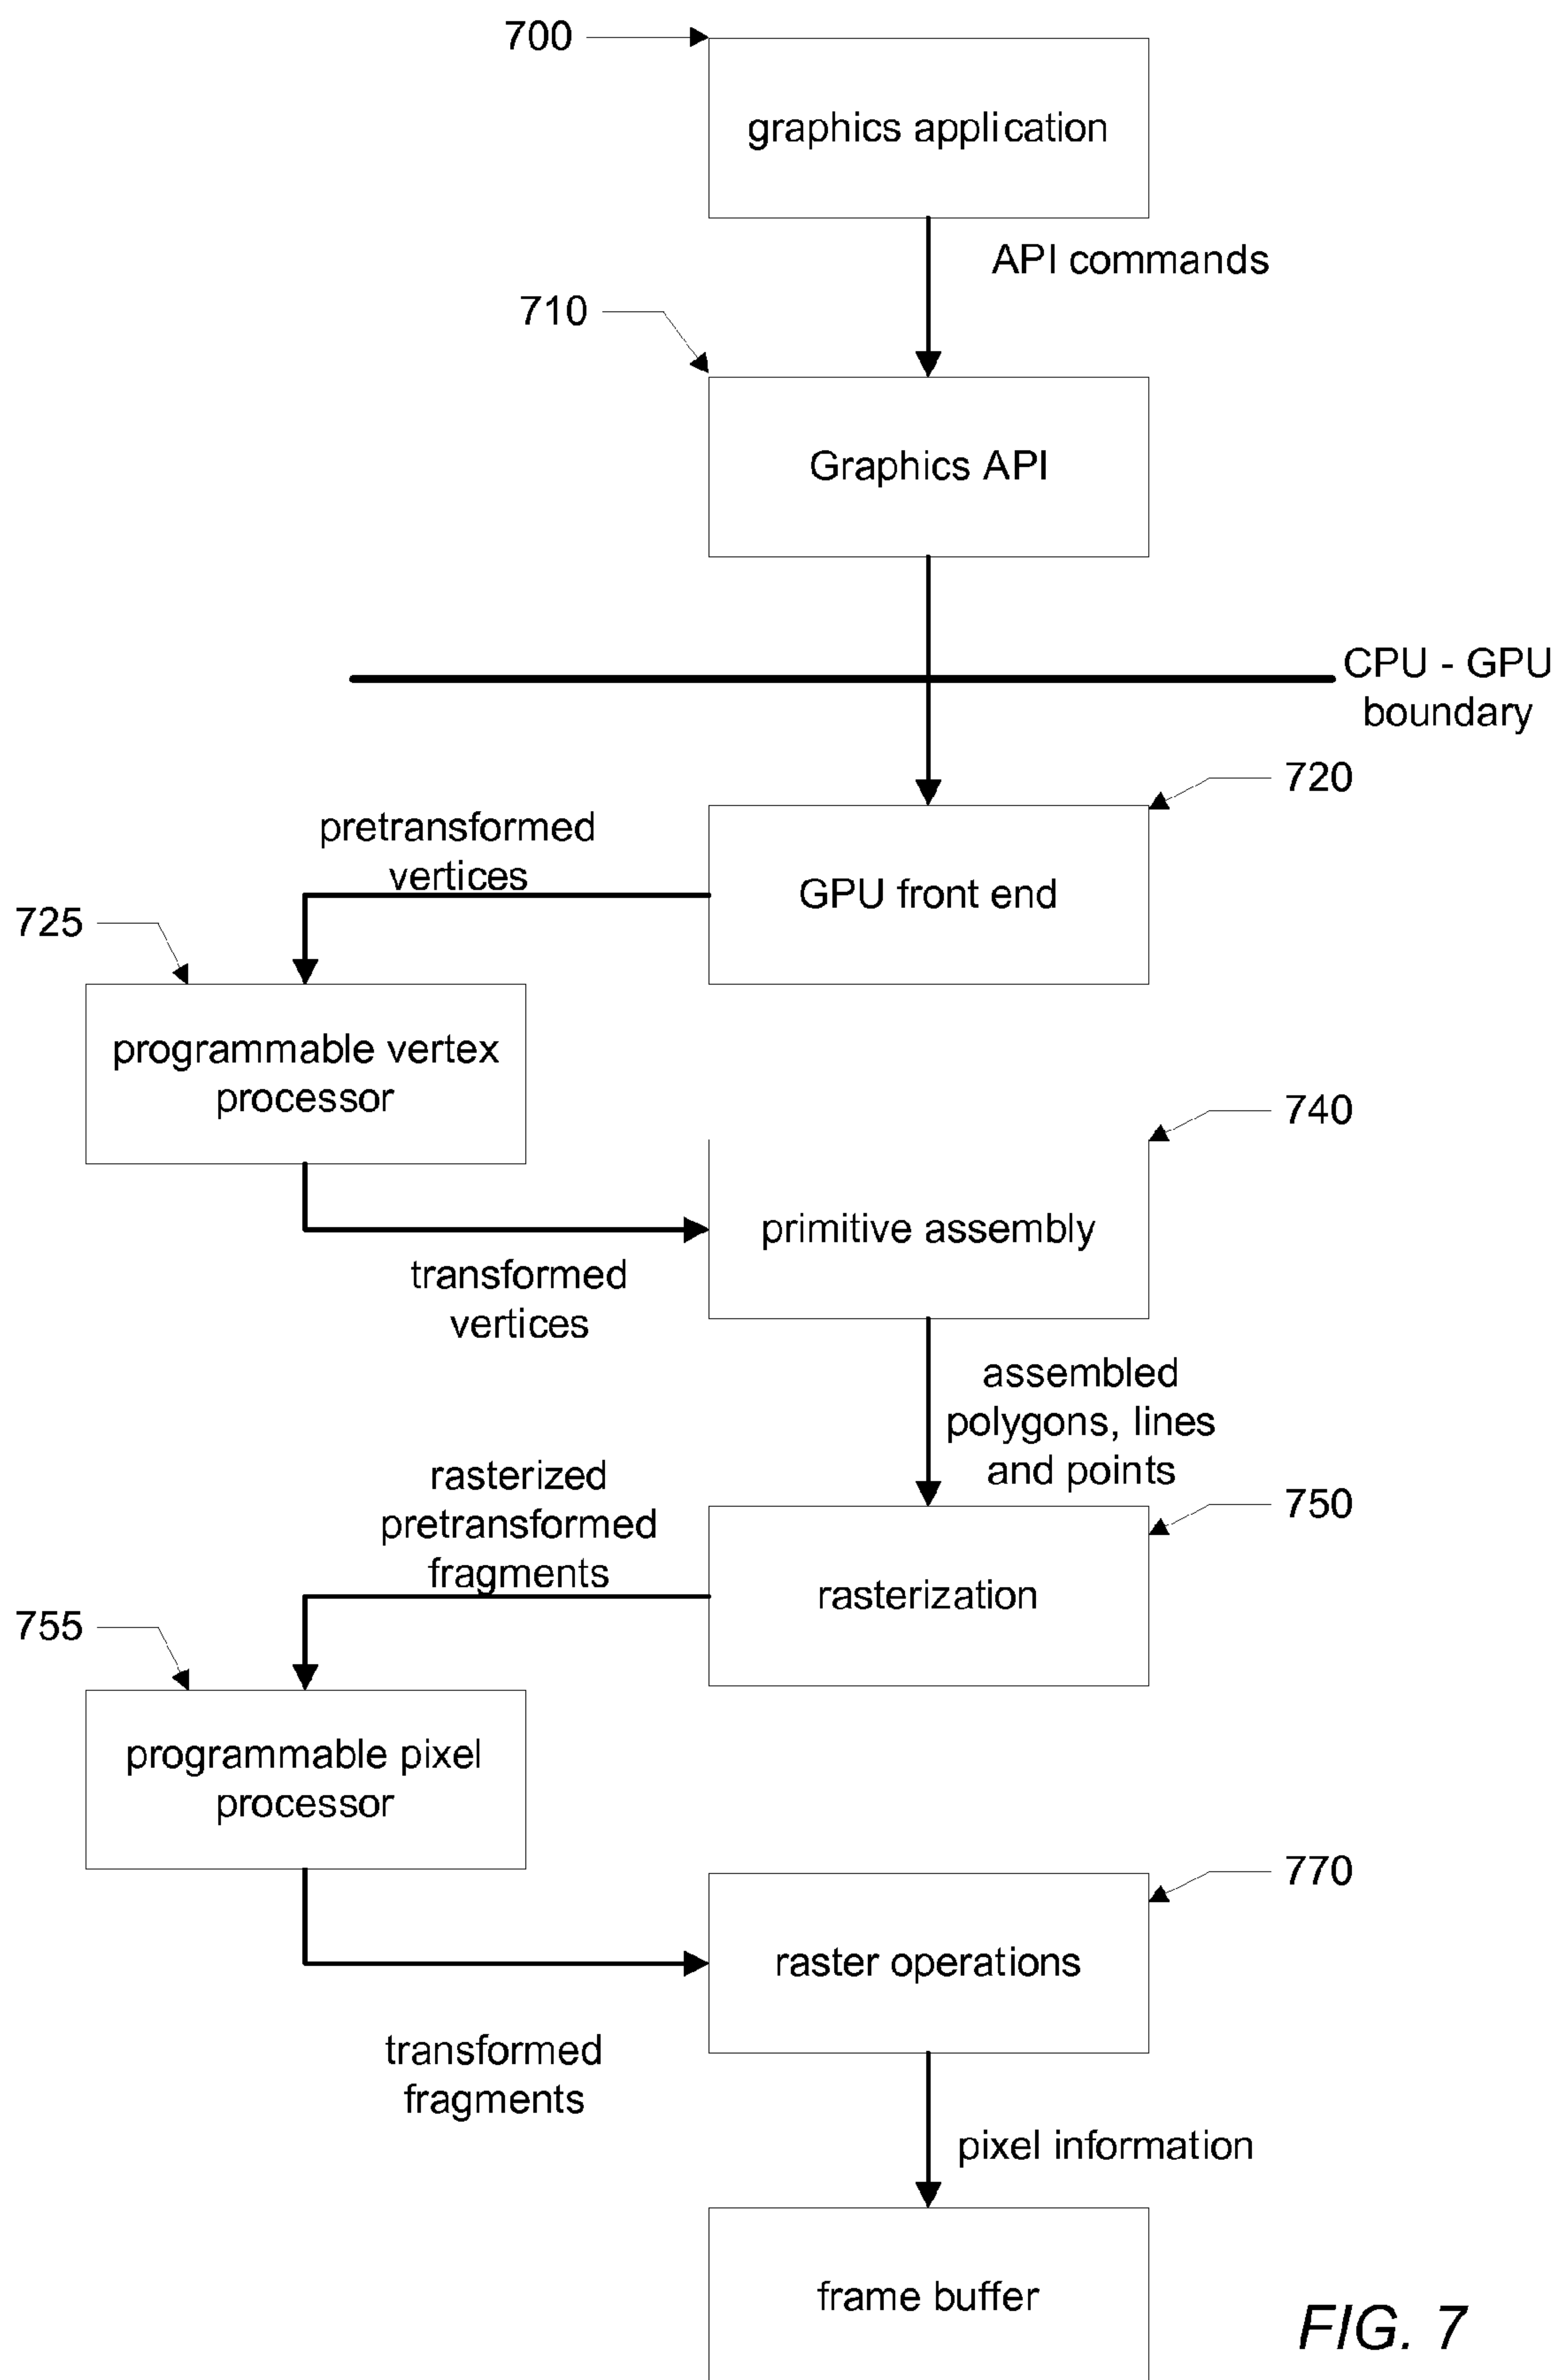 700
graphics application
API commands
710
Graphics API
CPU - GPU
boundary
720
pretransformed
vertices
GPU front end
725
programmable vertex
processor
740
primitive assembly
transformed
vertices
assembled
polygons, lines
and points
rasterized
pretransformed
fragments
750
rasterization
755
programmable pixel
processor
770
raster operations
transformed
fragments
pixel information
frame buffer
FIG. 7